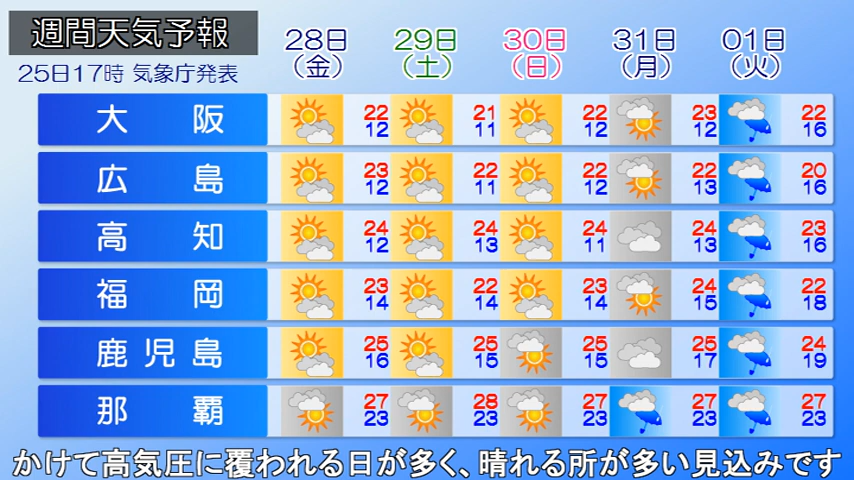 週間天気予報
25日17時 気象庁発表
28日 29日 30日 31日 01日
(金) (土) (日) (月) (火)
大阪 22 12 21 11 22 12 23 12 22 16
広島 23 12 22 11 22 12 22 13 20 16
高知 24 12 24 13 24 11 24 13 23 16
福岡 23 14 22 14 23 14 24 15 22 18
鹿児島 25 16 25 15 25 15 25 17 24 19
那覇 27 23 28 23 27 23 27 23 27 23
かけて高気圧に覆われる日が多く、晴れる所が多い見込みです